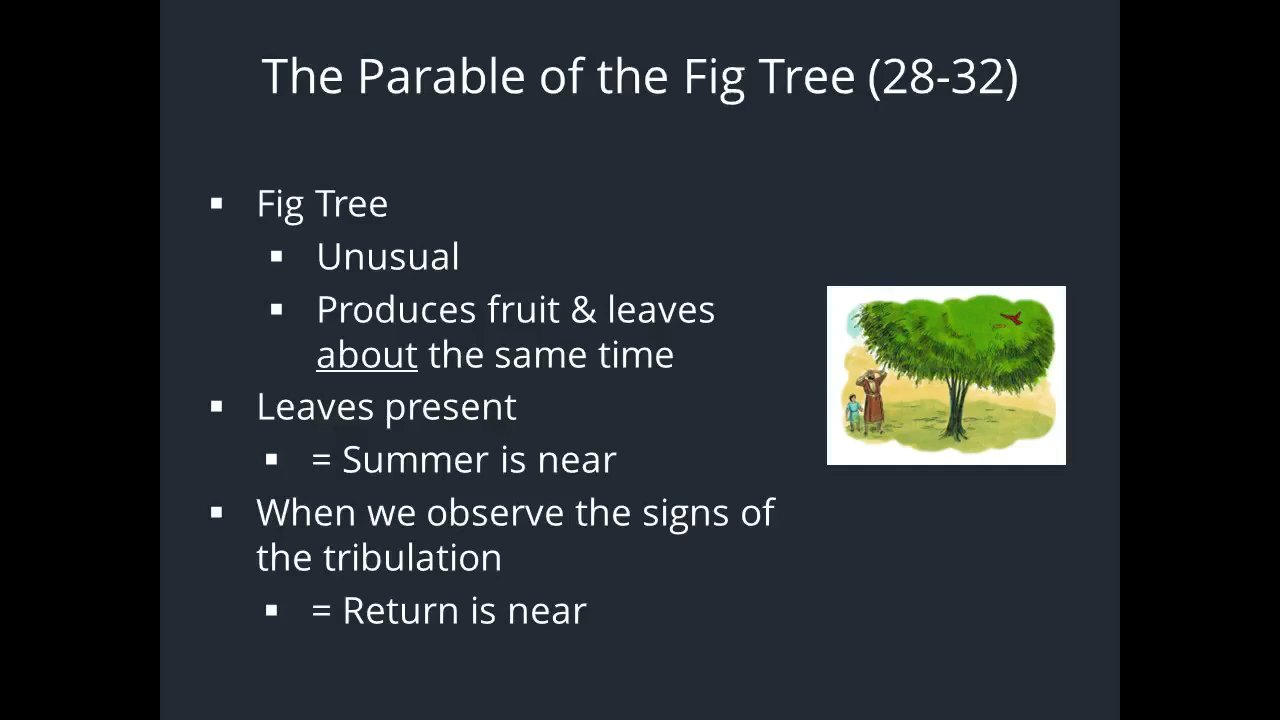 The Parable of the Fig Tree (28-32)
▪ Fig Tree
▪ Unusual
▪ Produces fruit & leaves
about the same time
▪ Leaves present
▪ = Summer is near
▪ When we observe the signs of
the tribulation
▪ = Return is near